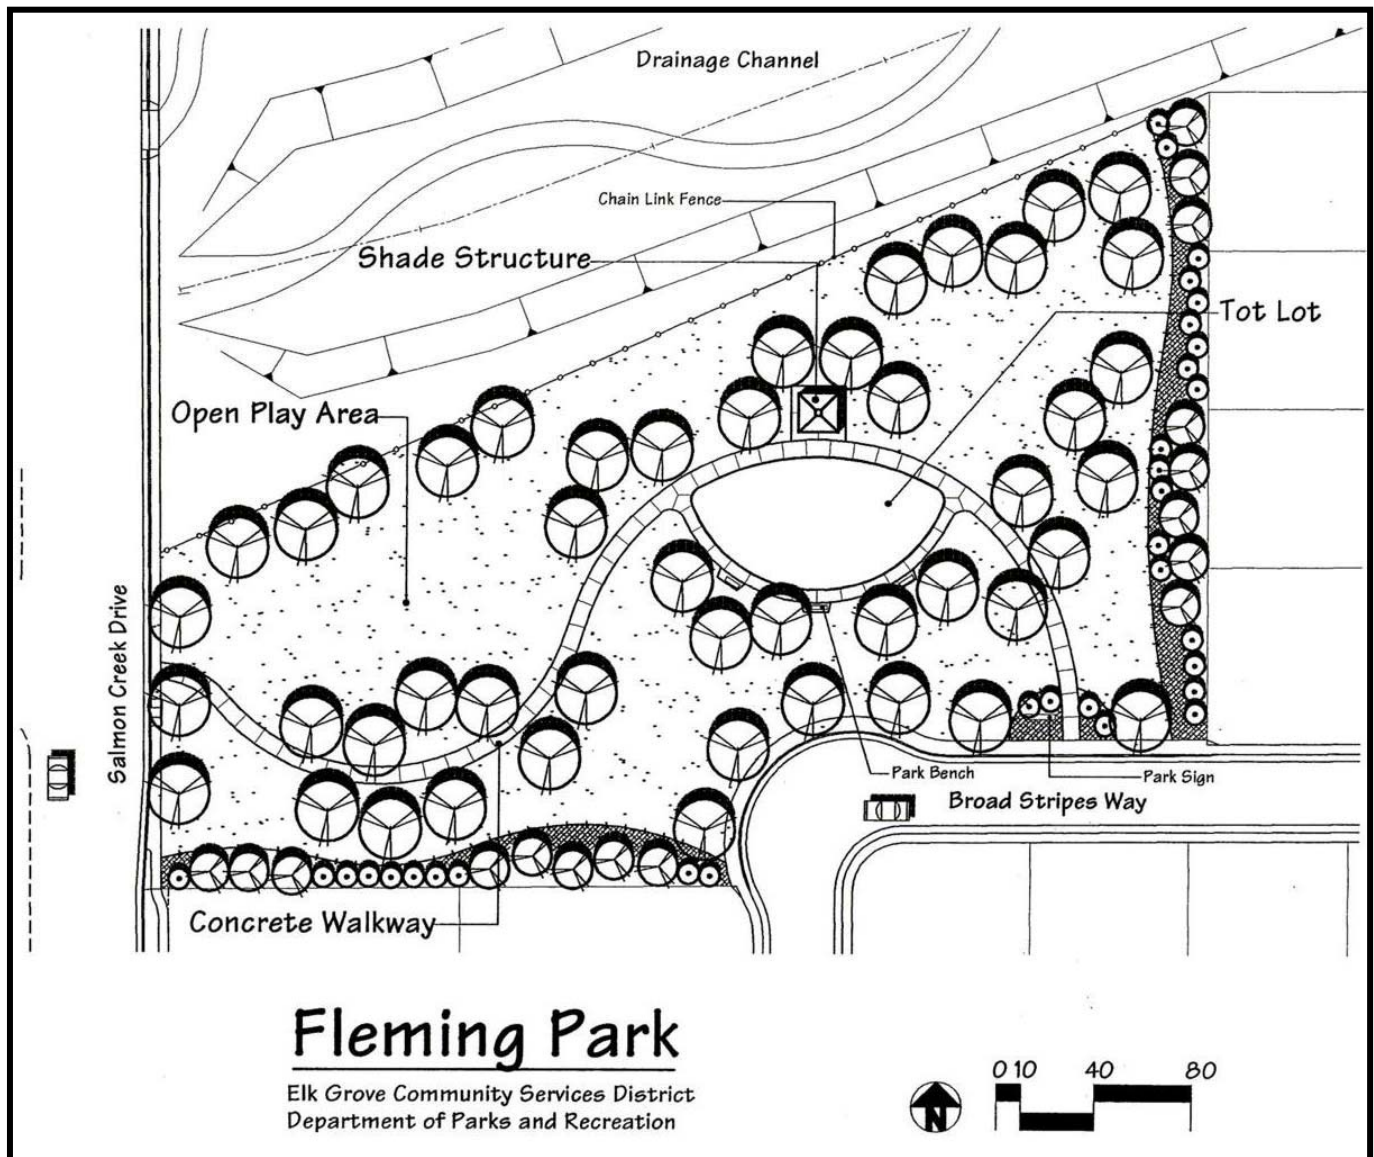 Drainage Channel
Chain Link Fence
Shade Structure
Tot Lot
Open Play Area
Salmon Creek Drive
Park Bench
Park Sign
Broad Stripes Way
Concrete Walkway
Fleming Park
Elk Grove Community Services District
Department of Parks and Recreation
N
0 10 40 80